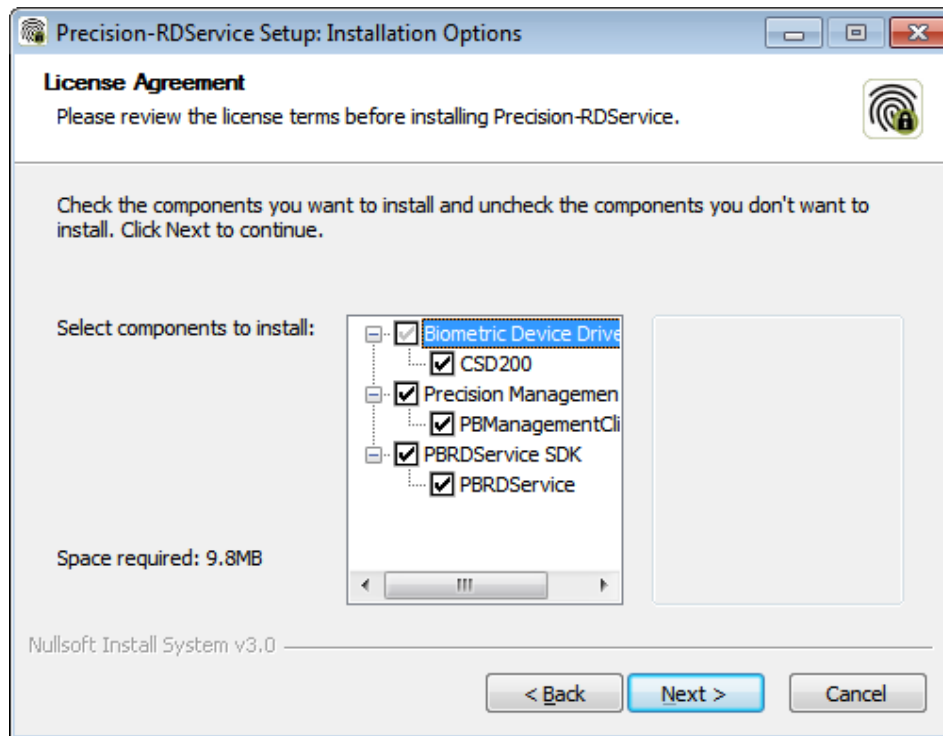 Precision-RDService Setup: Installation Options
License Agreement
Please review the license terms before installing Precision-RDService.
Check the components you want to install and uncheck the components you don't want to
install. Click Next to continue.
Select components to install:
Biometric Device Drive
CSD200
Precision Managemen
PBManagementCli
PBRDService SDK
PBRDService
Space required: 9.8MB
Nullsoft Install System v3.0
< Back
Next >
Cancel